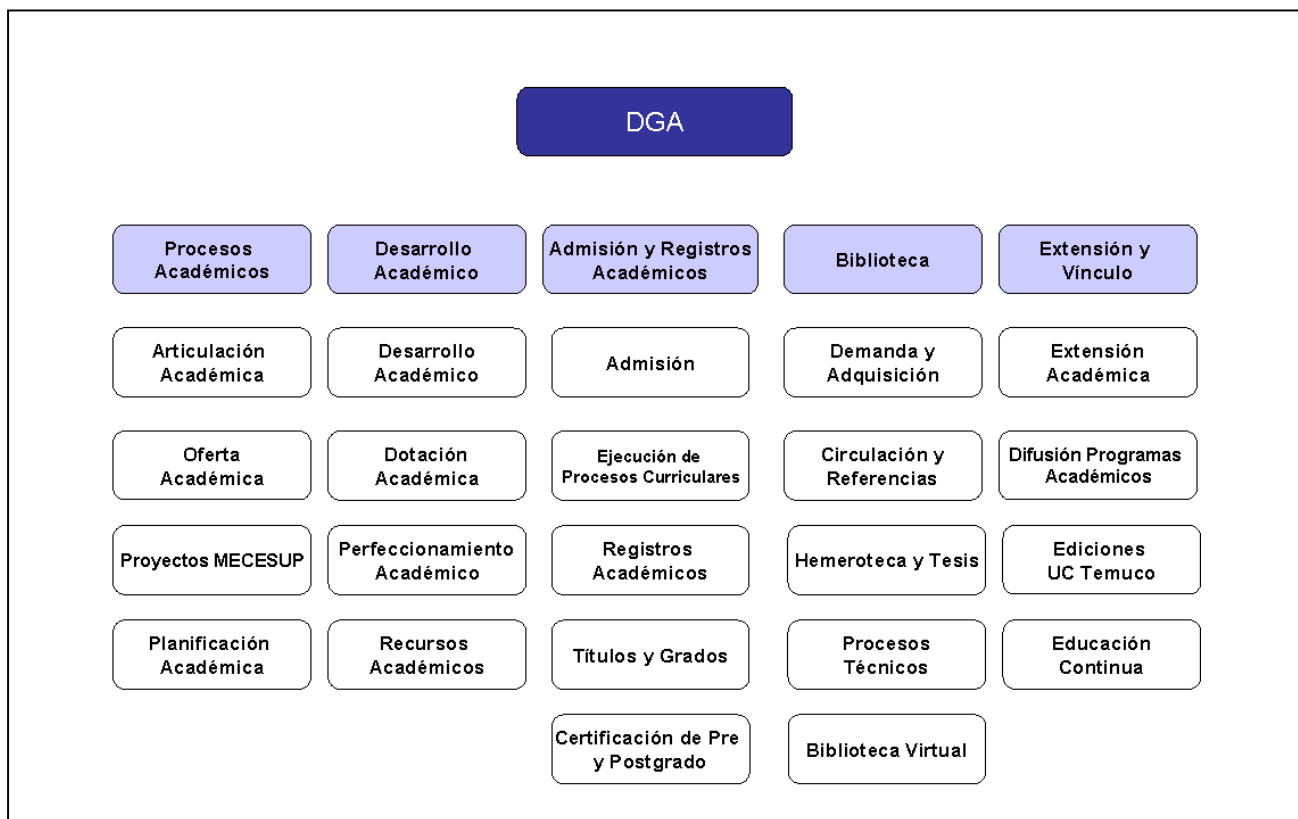 DGA
Procesos
Académicos
Desarrollo
Académico
Admisión y Registros
Académicos
Biblioteca
Extensión y
Vínculo
Articulación
Académica
Desarrollo
Académico
Admisión
Demanda y
Adquisición
Extensión
Académica
Oferta
Académica
Dotación
Académica
Ejecución de
Procesos Curriculares
Circulación y
Referencias
Difusión Programas
Académicos
Proyectos MECESUP
Perfeccionamiento
Académico
Registros
Académicos
Hemeroteca y Tesis
Ediciones
UC Temuco
Planificación
Académica
Recursos
Académicos
Títulos y Grados
Procesos
Técnicos
Educación
Continua
Certificación de Pre
y Postgrado
Biblioteca Virtual